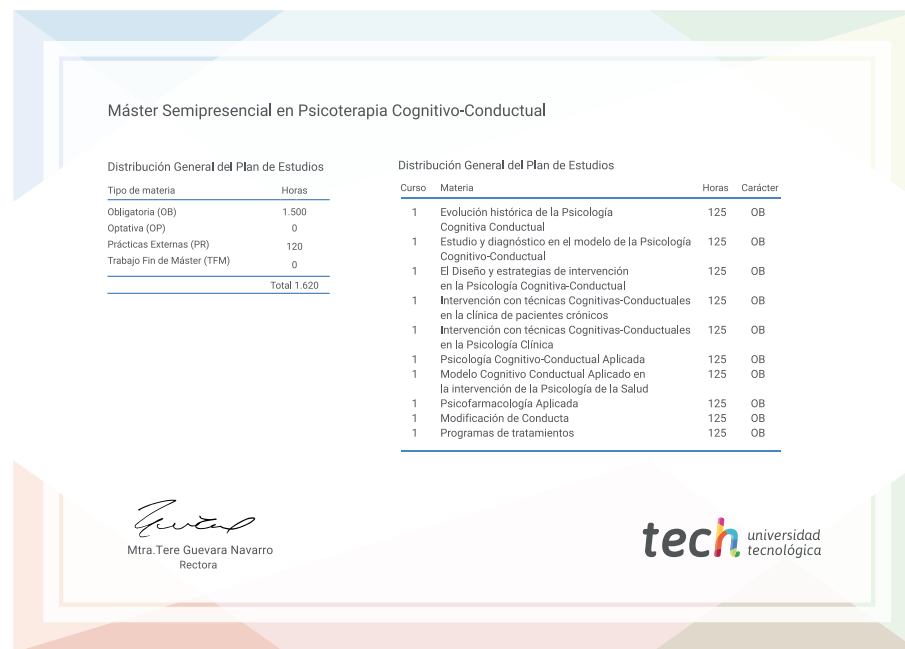 Máster Semipresencial en Psicoterapia Cognitivo-Conductual
Distribución General del Plan de Estudios
Tipo de materia Horas
Obligatoria (OB) 1.500
Optativa (OP) 0
Prácticas Externas (PR) 120
Trabajo Fin de Máster (TFM) 0
Total 1.620
Distribución General del Plan de Estudios
Curso Materia Horas Carácter
1 Evolución histórica de la Psicología 125 OB
Cognitiva Conductual
1 Estudio y diagnóstico en el modelo de la Psicología 125 OB
Cognitivo-Conductual
1 El Diseño y estrategias de intervención 125 OB
en la Psicología Cognitiva-Conductual
1 Intervención con técnicas Cognitivas-Conductuales 125 OB
en la clínica de pacientes crónicos
1 Intervención con técnicas Cognitivas-Conductuales 125 OB
en la Psicología Clínica
1 Psicología Cognitivo-Conductual Aplicada 125 OB
1 Modelo Cognitivo Conductual Aplicado en 125 OB
la intervención de la Psicología de la Salud
1 Psicofarmacología Aplicada 125 OB
1 Modificación de Conducta 125 OB
1 Programas de tratamientos 125 OB
Mtra.Tere Guevara Navarro
Rectora
tech universidad
tecnológica